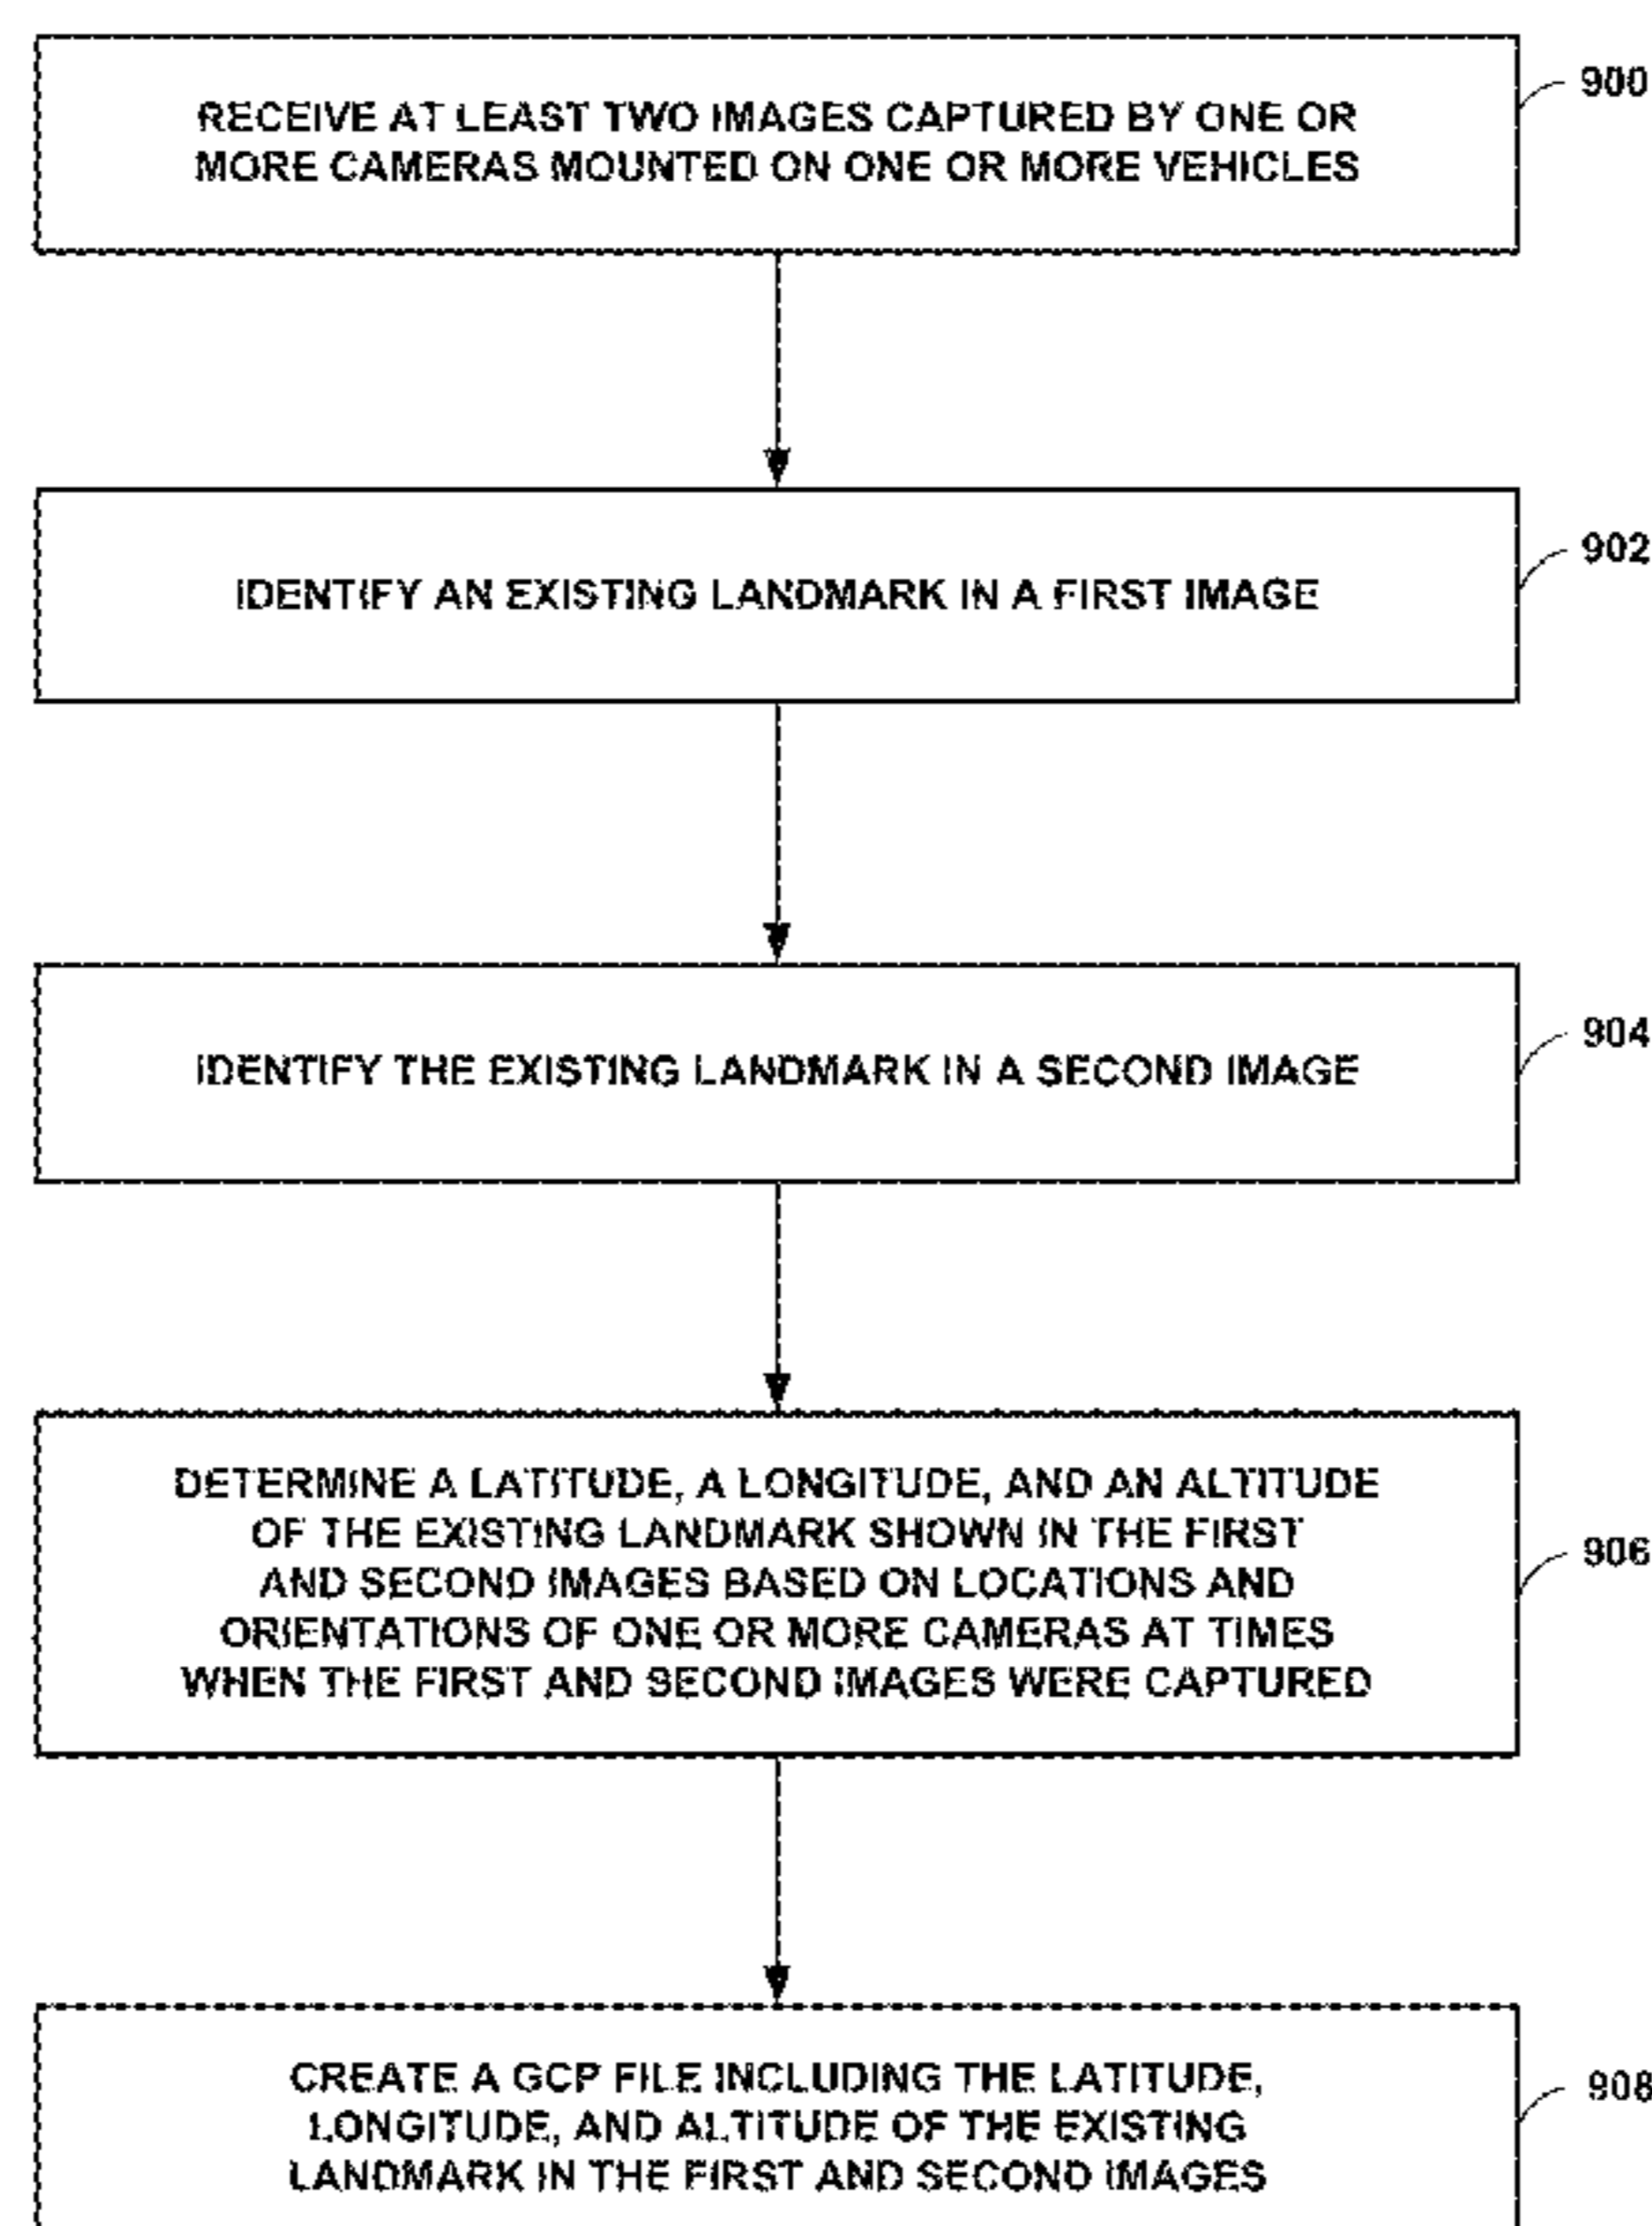 RECEIVE AT LEAST TWO IMAGES CAPTURED BY ONE OR
MORE CAMERAS MOUNTED ON ONE OR MORE VEHICLES
900
IDENTIFY AN EXISTING LANDMARK IN A FIRST IMAGE
902
IDENTIFY THE EXISTING LANDMARK IN A SECOND IMAGE
904
DETERMINE A LATITUDE, A LONGITUDE, AND AN ALTITUDE
OF THE EXISTING LANDMARK SHOWN IN THE FIRST
AND SECOND IMAGES BASED ON LOCATIONS AND
ORIENTATIONS OF ONE OR MORE CAMERAS AT TIMES
WHEN THE FIRST AND SECOND IMAGES WERE CAPTURED
906
CREATE A GCP FILE INCLUDING THE LATITUDE,
LONGITUDE, AND ALTITUDE OF THE EXISTING
LANDMARK IN THE FIRST AND SECOND IMAGES
908